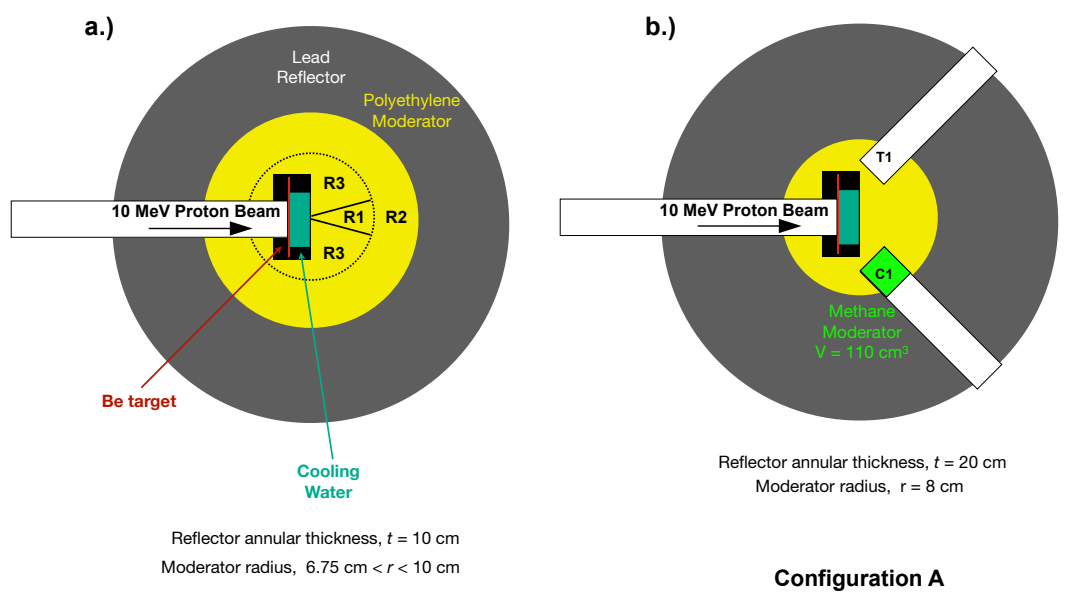 a.)
Lead
Reflector
Polyethylene
Moderator
R3
10 MeV Proton Beam
R1
R2
R3
Be target
Cooling
Water
Reflector annular thickness, t = 10 cm
Moderator radius, 6.75 cm < r < 10 cm
b.)
T1
10 MeV Proton Beam
C1
Methane
Moderator
V = 110 cm³
Reflector annular thickness, t = 20 cm
Moderator radius, r = 8 cm
Configuration A